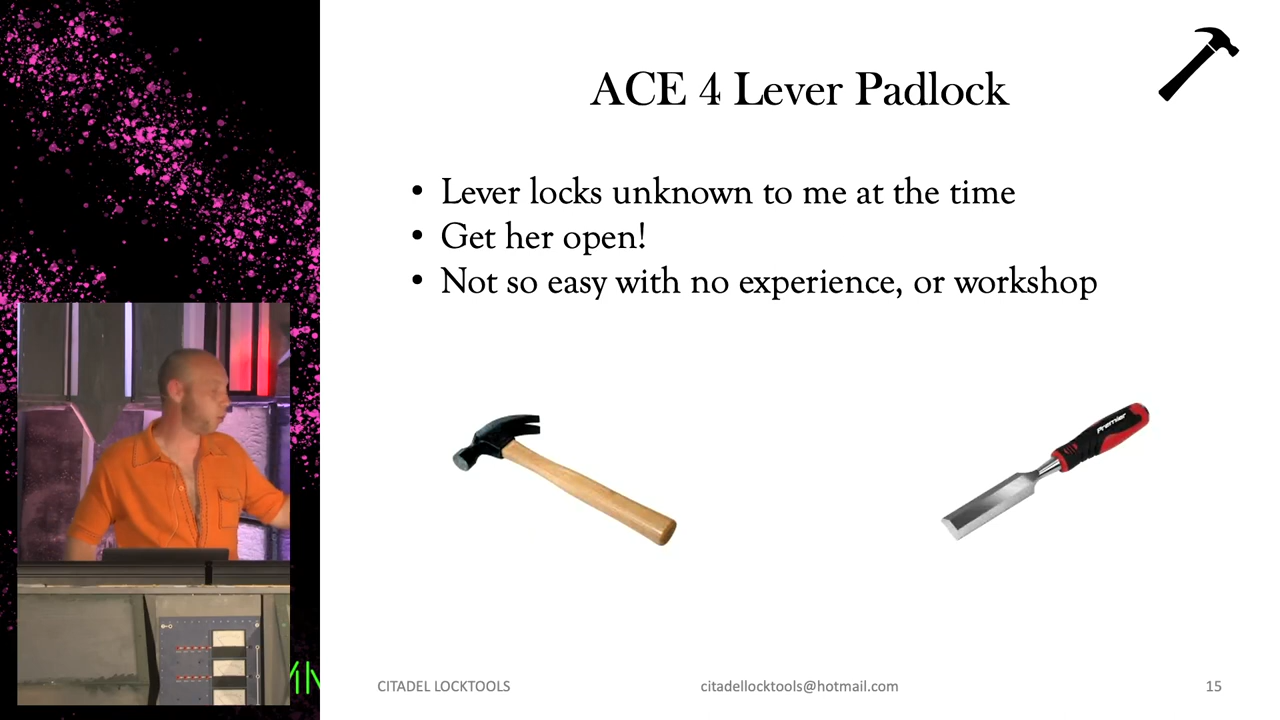 ACE 4 Lever Padlock
• Lever locks unknown to me at the time
• Get her open!
• Not so easy with no experience, or workshop
Premier
CITADEL LOCKTOOLS
citadellocktools@hotmail.com
15